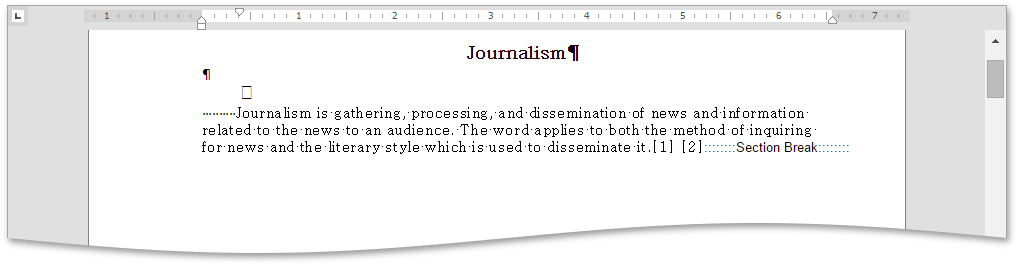 1 1 2 3 4 5 6 7
Journalism¶
¶
·········Journalism·is·gathering,·processing,·and·dissemination·of·news·and·information·
related·to·the·news·to·an·audience.·The·word·applies·to·both·the·method·of·inquiring·
for·news·and·the·literary·style·which·is·used·to·disseminate·it.[1]·[2]::::::::Section Break::::::::